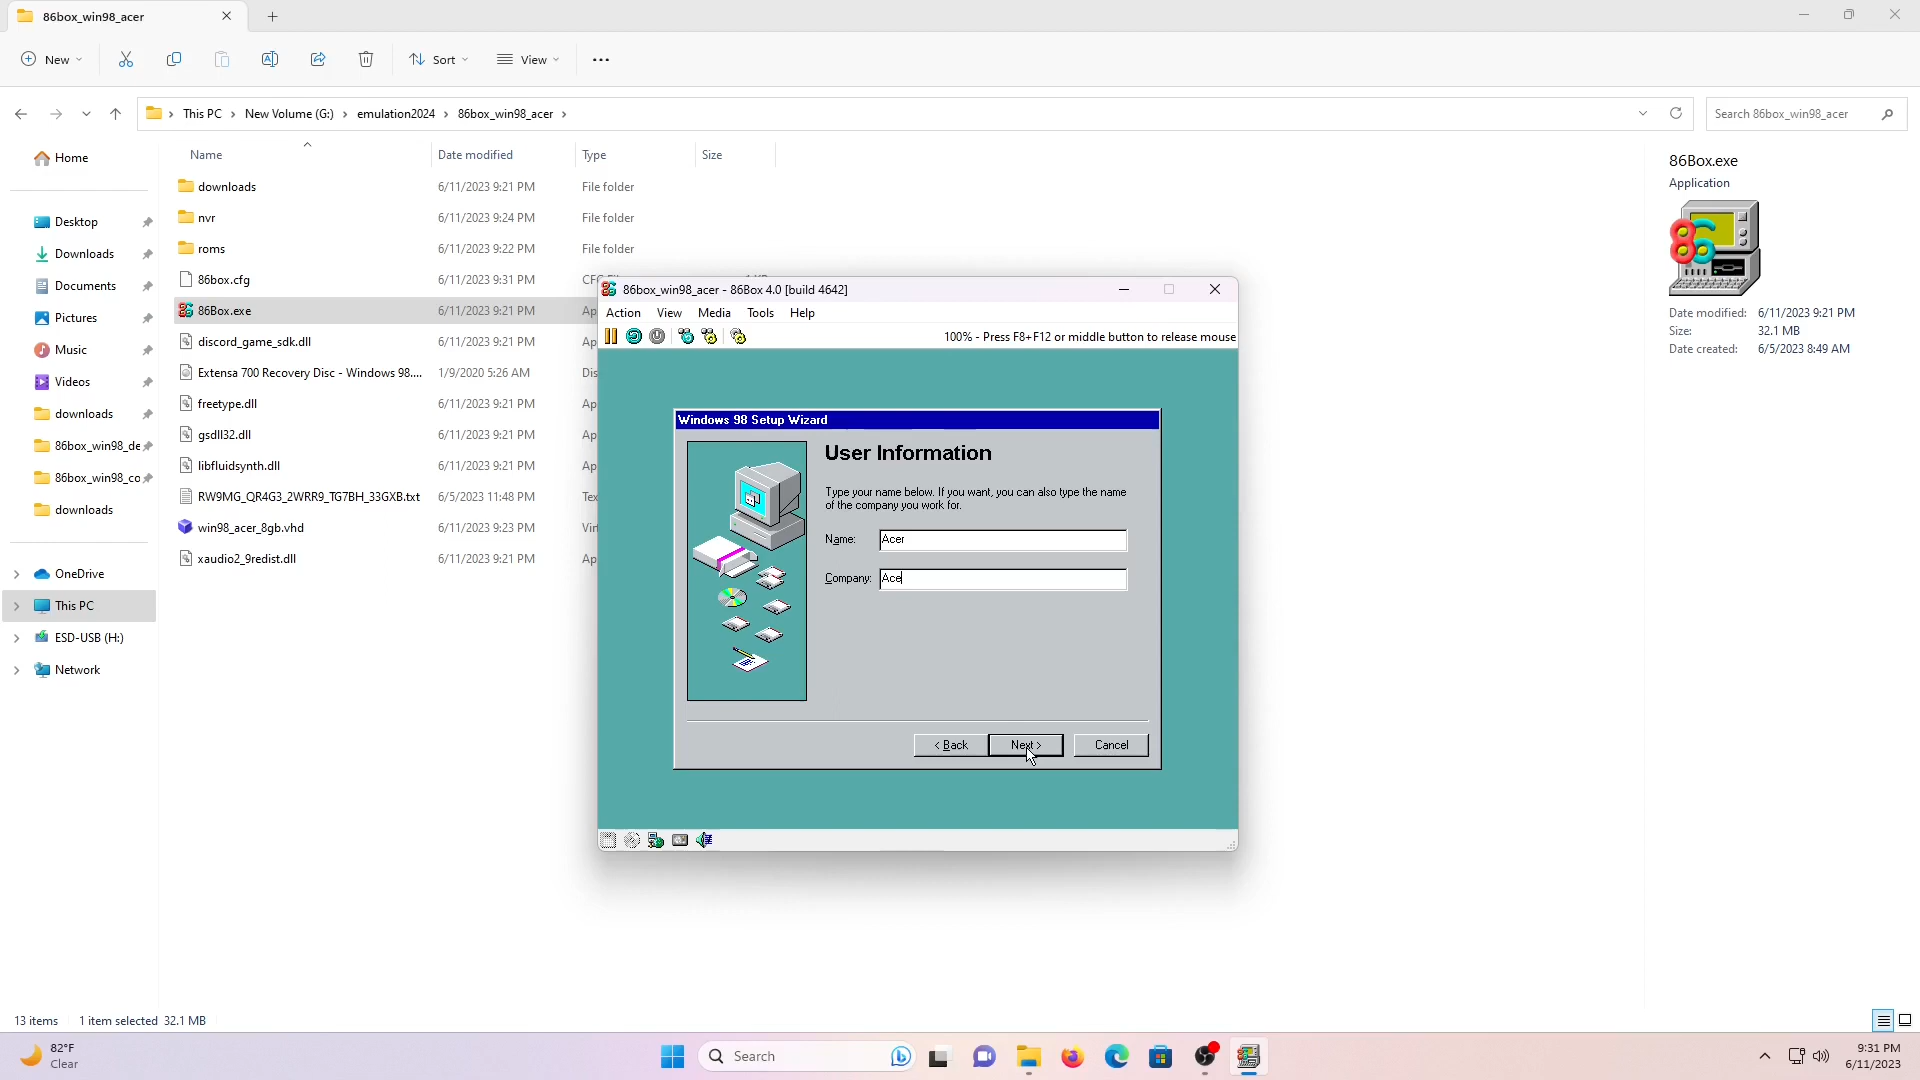 86box_win98_acer
New
Sort
View
This PC
New Volume (G:)
emulation2024
86box_win98_acer
Search 86box_win98_acer
Home
Desktop
Downloads
Documents
Pictures
Music
Videos
downloads
86box_win98_de
86box_win98_co
downloads
OneDrive
This PC
ESD-USB (H:)
Network
Name Date modified Type Size
downloads 6/11/2023 9:21 PM File folder
nvr 6/11/2023 9:24 PM File folder
roms 6/11/2023 9:22 PM File folder
86box.cfg 6/11/2023 9:31 PM
86Box.exe 6/11/2023 9:21 PM Ap
discord_game_sdk.dll 6/11/2023 9:21 PM Ap
Extensa 700 Recovery Disc - Windows 98.... 1/9/2020 5:26 AM Dis
freetype.dll 6/11/2023 9:21 PM Ap
gsdll32.dll 6/11/2023 9:21 PM Ap
libfluidsynth.dll 6/11/2023 9:21 PM Ap
RW9MG_QR4G3_2WRR9_TG7BH_33GXB.txt 6/5/2023 11:48 PM Tex
win98_acer_8gb.vhd 6/11/2023 9:23 PM Vir
xaudio2_9redist.dll 6/11/2023 9:21 PM Ap
86box_win98_acer - 86Box 4.0 [build 4642]
Action View Media Tools Help
100% - Press F8+F12 or middle button to release mouse
Windows 98 Setup Wizard
User Information
Type your name below. If you want, you can also type the name
of the company you work for.
Name: Acer
Company: Ace
< Back Next > Cancel
86Box.exe
Application
Date modified: 6/11/2023 9:21 PM
Size: 32.1 MB
Date created: 6/5/2023 8:49 AM
13 items 1 item selected 32.1 MB
82°F
Clear
Search
9:31 PM
6/11/2023